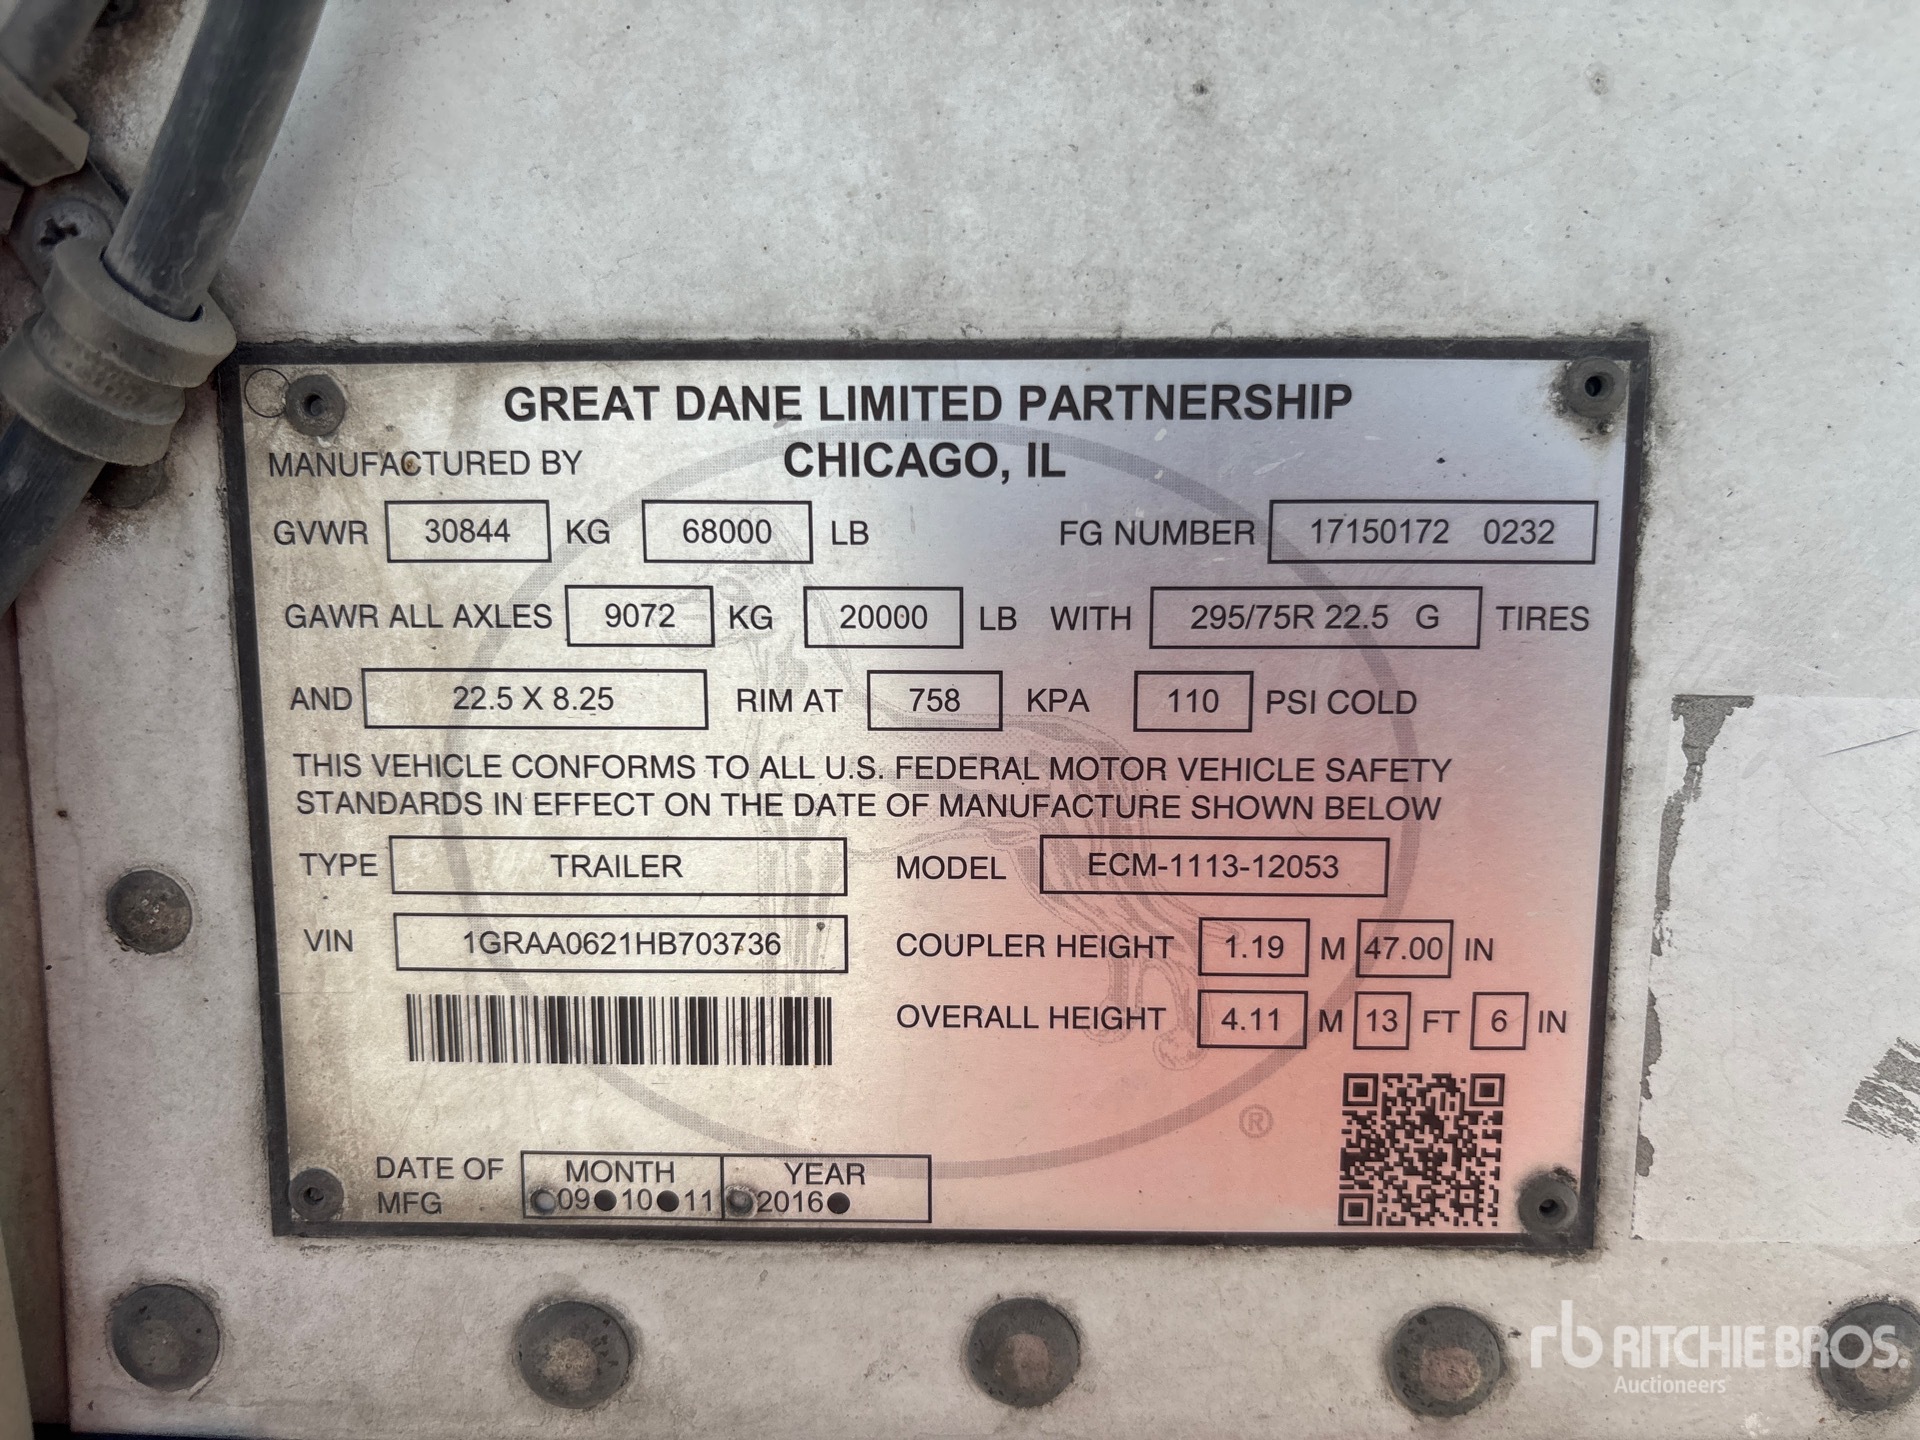 GREAT DANE LIMITED PARTNERSHIP
MANUFACTURED BY CHICAGO, IL
GVWR 30844 KG 68000 LB FG NUMBER 17150172 0232
GAWR ALL AXLES 9072 KG 20000 LB WITH 295/75R 22.5 G TIRES
AND 22.5 X 8.25 RIM AT 758 KPA 110 PSI COLD
THIS VEHICLE CONFORMS TO ALL U.S. FEDERAL MOTOR VEHICLE SAFETY
STANDARDS IN EFFECT ON THE DATE OF MANUFACTURE SHOWN BELOW
TYPE TRAILER MODEL ECM-1113-12053
VIN 1GRAA0621HB703736 COUPLER HEIGHT 1.19 M 47.00 IN
OVERALL HEIGHT 4.11 M 13 FT 6 IN
®
DATE OF MFG MONTH YEAR
09 10 11 2016
rb RITCHIE BROS.
Auctioneers